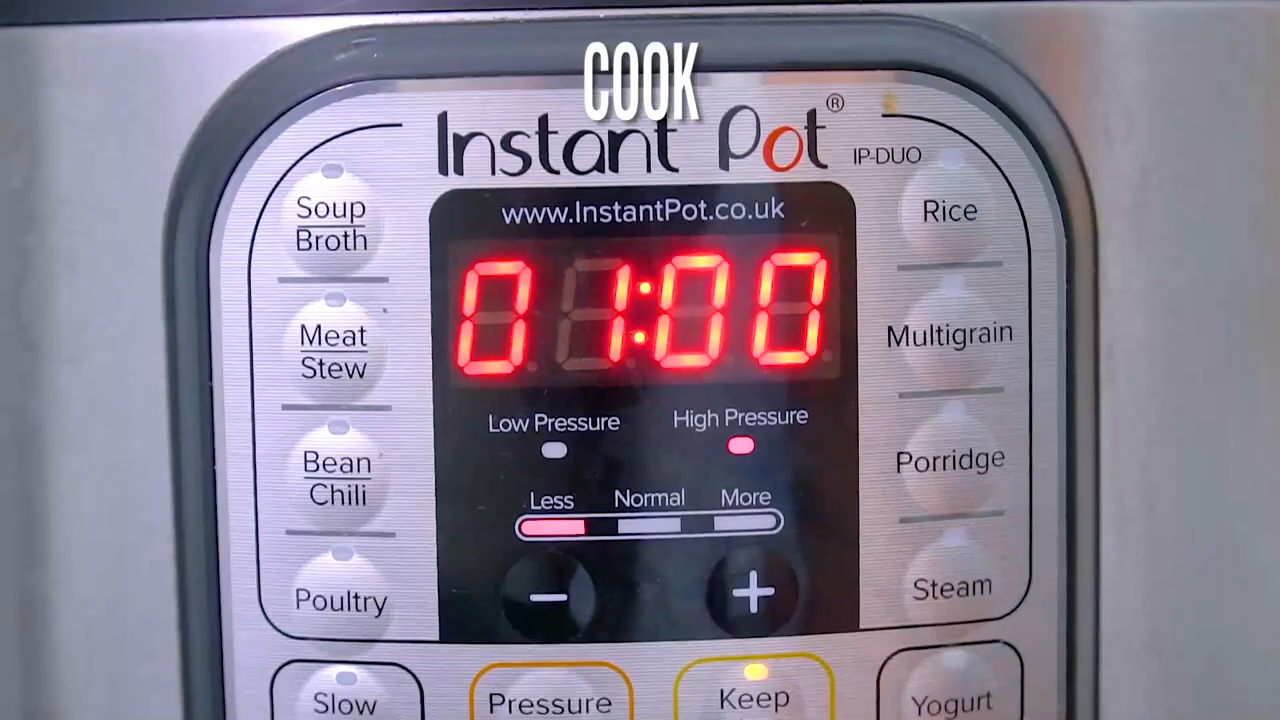 COOK
Instant Pot®
IP-DUO
www.InstantPot.co.uk
01:00
Soup
Broth
Rice
Meat
Stew
Multigrain
Low Pressure
High Pressure
Bean
Chili
Porridge
Less
Normal
More
Poultry
−
+
Steam
Slow
Pressure
Keep
Yogurt